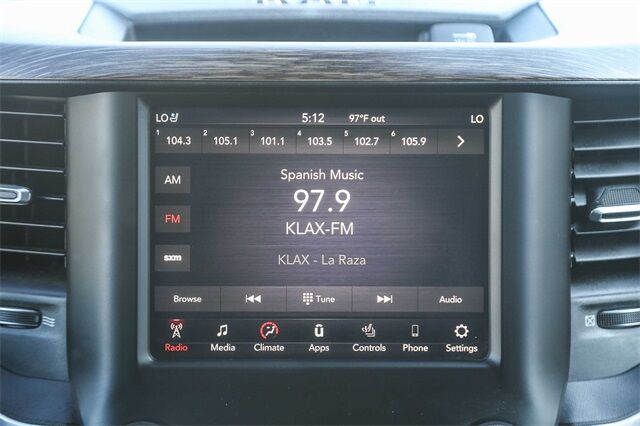 LO 5:12 97°F out LO
1 104.3 2 105.1 3 101.1 4 103.5 5 102.7 6 105.9
Spanish Music
AM
97.9
FM
KLAX-FM
sxm
KLAX - La Raza
Browse Tune Audio
Radio Media Climate Apps Controls Phone Settings